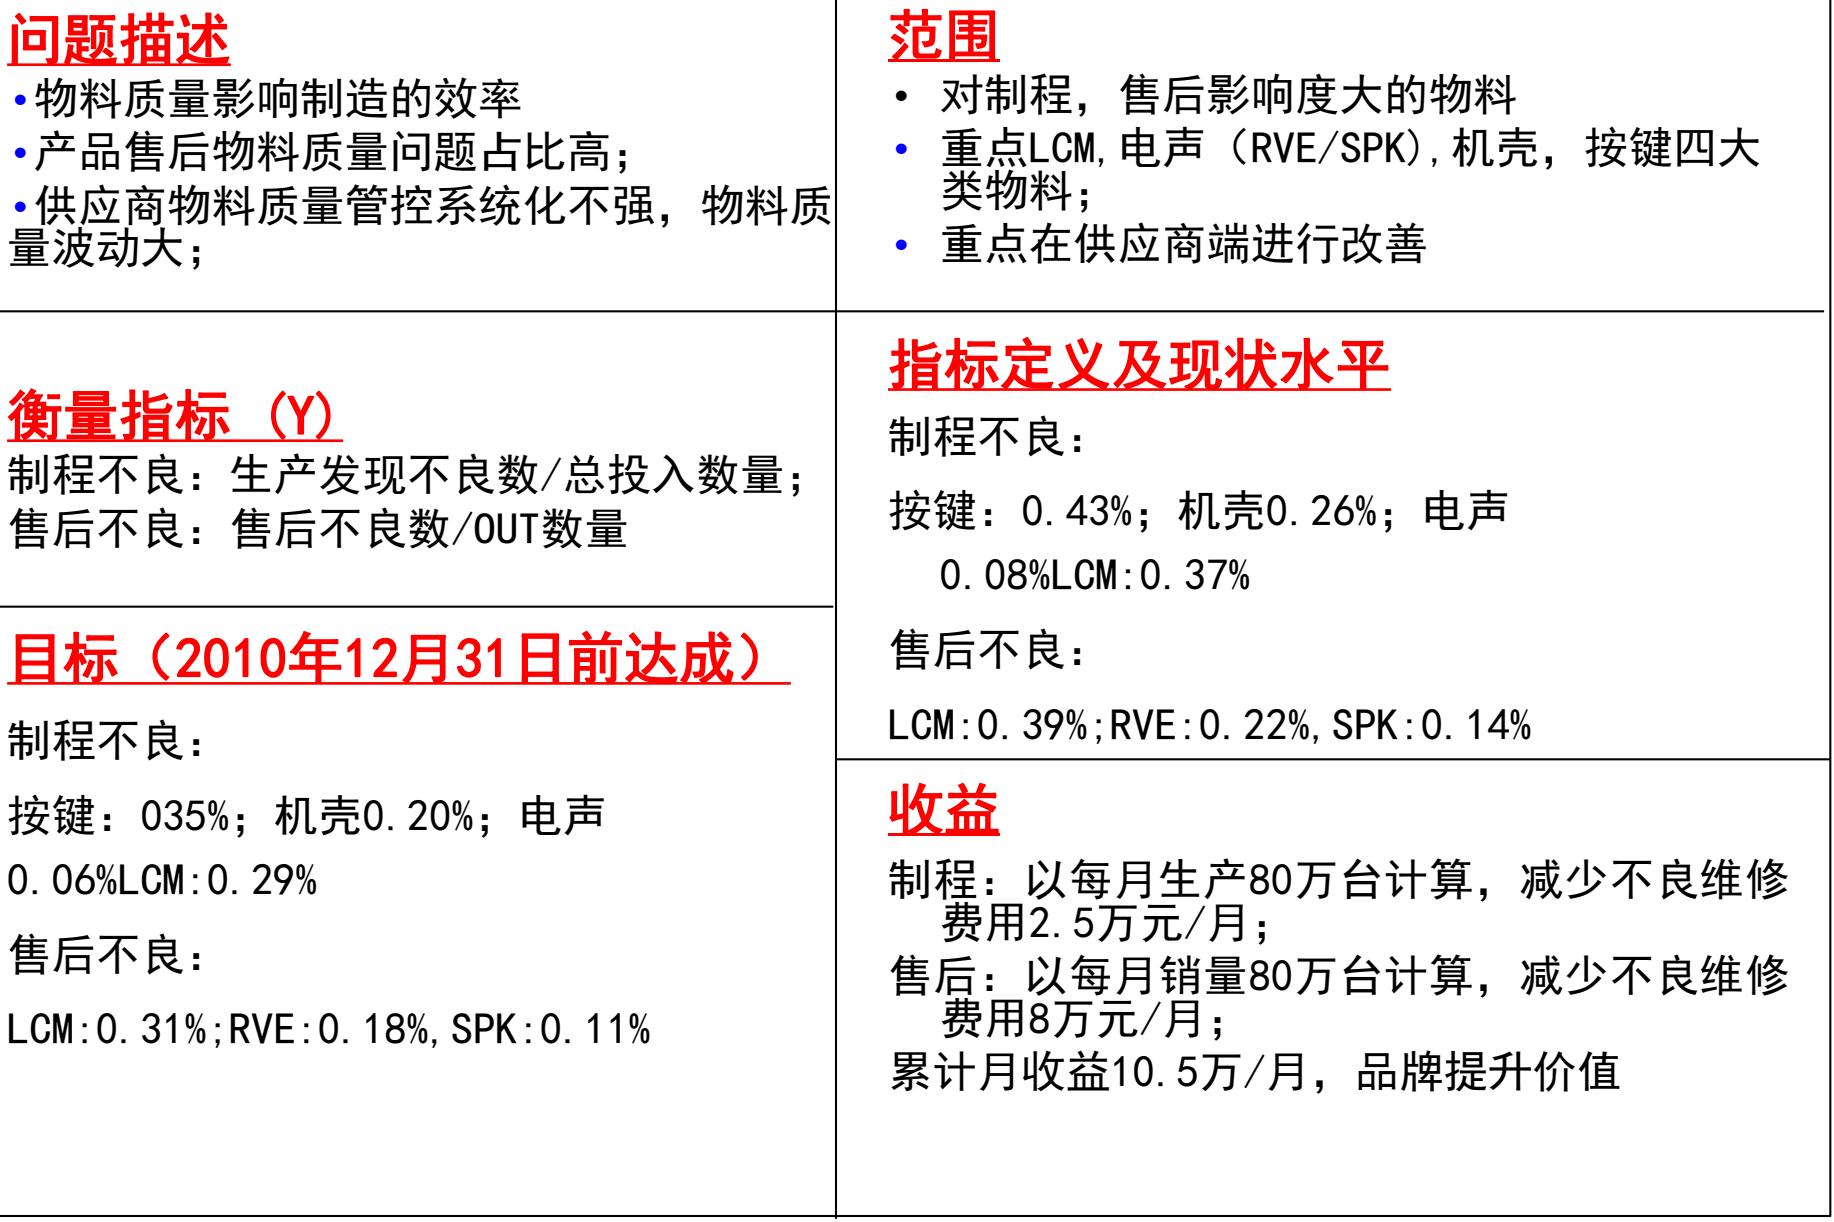 问题描述
•物料质量影响制造的效率
•产品售后物料质量问题占比高;
•供应商物料质量管控系统化不强，物料质
量波动大;
范围
• 对制程，售后影响度大的物料
• 重点LCM,电声（RVE/SPK),机壳，按键四大
类物料;
• 重点在供应商端进行改善
衡量指标 (Y)
制程不良：生产发现不良数/总投入数量;
售后不良：售后不良数/OUT数量
指标定义及现状水平
制程不良：
按键：0.43%；机壳0.26%；电声
0.08%LCM:0.37%
售后不良：
LCM:0.39%;RVE:0.22%,SPK:0.14%
目标（2010年12月31日前达成）
制程不良：
按键：035%；机壳0.20%；电声
0.06%LCM:0.29%
售后不良：
LCM:0.31%;RVE:0.18%,SPK:0.11%
收益
制程：以每月生产80万台计算，减少不良维修
费用2.5万元/月;
售后：以每月销量80万台计算，减少不良维修
费用8万元/月;
累计月收益10.5万/月，品牌提升价值